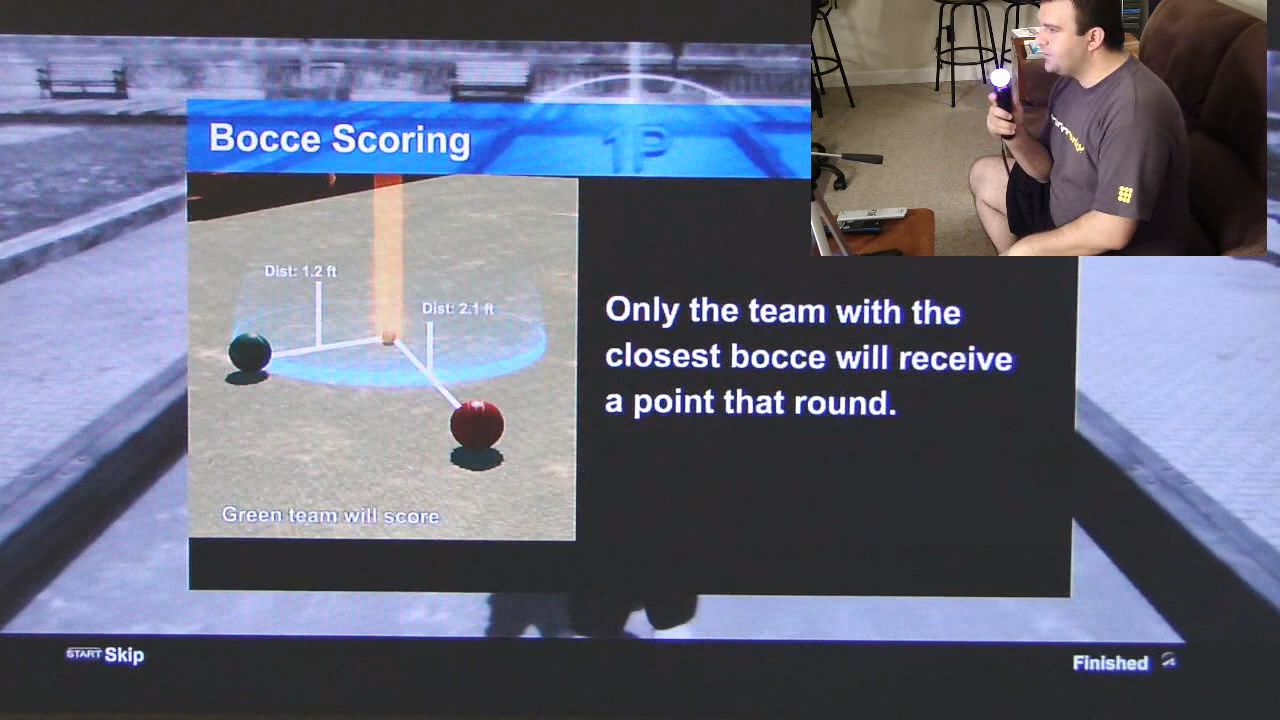 Bocce Scoring
1P
Dist: 1.2 ft
Dist: 2.1 ft
Only the team with the
closest bocce will receive
a point that round.
Green team will score
START Skip
Finished